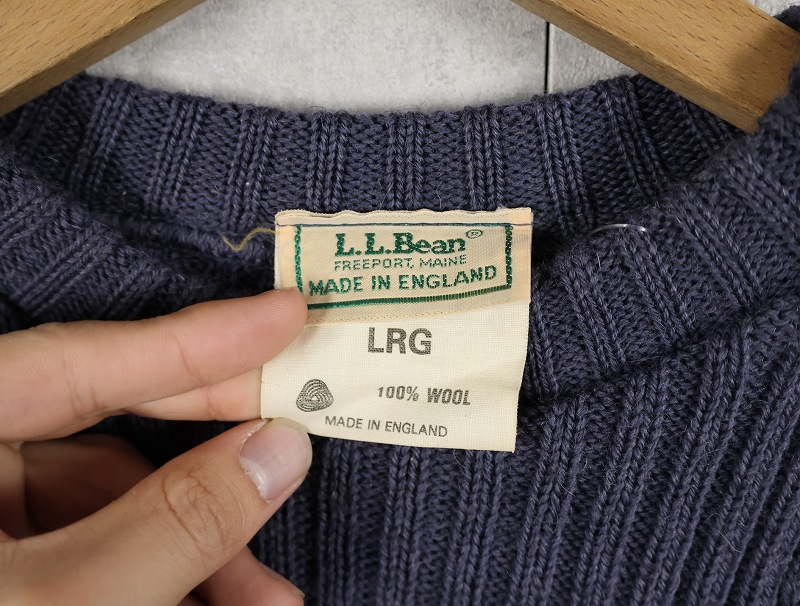 L.L.Bean®
FREEPORT, MAINE
MADE IN ENGLAND
LRG
100% WOOL
MADE IN ENGLAND